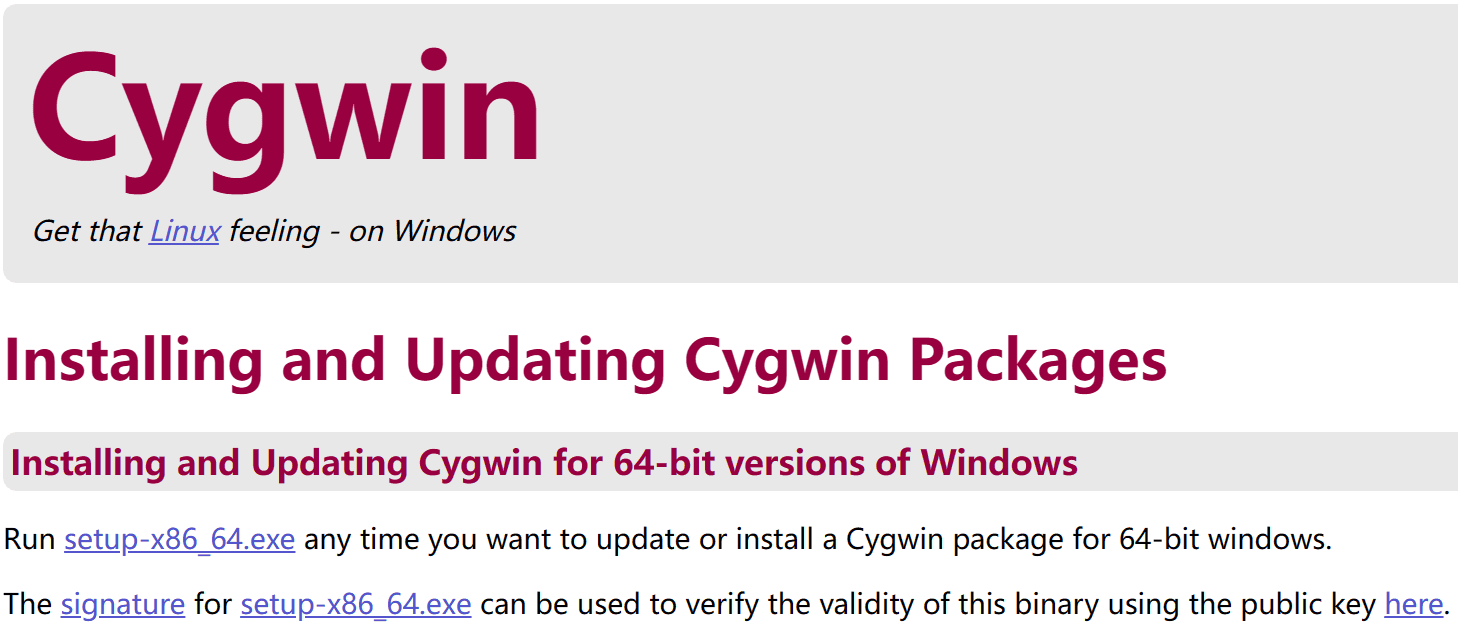 Cygwin
Get that Linux feeling - on Windows
Installing and Updating Cygwin Packages
Installing and Updating Cygwin for 64-bit versions of Windows
Run setup-x86_64.exe any time you want to update or install a Cygwin package for 64-bit windows.
The signature for setup-x86_64.exe can be used to verify the validity of this binary using the public key here.